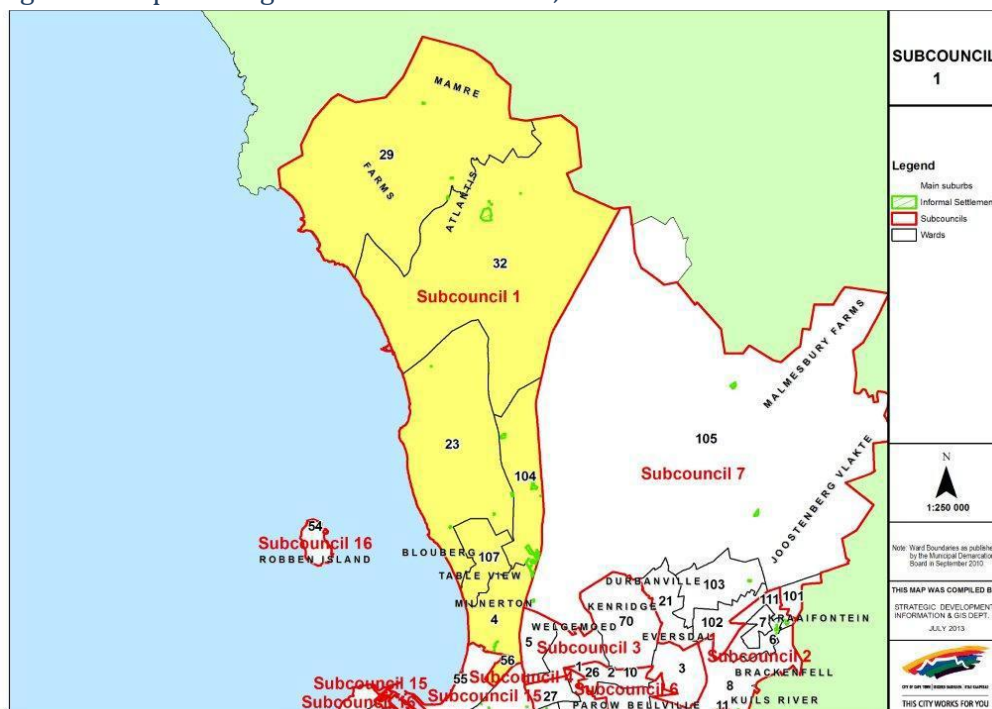 SUBCOUNCIL
1
Legend
Main suburbs
Informal Settlemen
Subcouncils
Wards
N
1:250 000
Note: Ward Boundaries as publishe
by the Municipal Demarcation
Board in September 2010.
THIS MAP WAS COMPILED B
STRATEGIC DEVELOPMENT
INFORMATION & GIS DEPT.
JULY 2013
THIS CITY WORKS FOR YOU
MAMRE
29
FARMS
ATLANTIS
32
Subcouncil 1
MALMESBURY FARMS
23
104
105
Subcouncil 7
JOOSTENBERG VLAKTE
54
Subcouncil 16
ROBBEN ISLAND
BLOUBERG
107
TABLE VIEW
MILNERTON
4
DURBANVILLE
103
KENRIDGE
21
111
101
70
102
7
KRAAIFONTEIN
WELGEMOED
EVERSDAL
6
5
Subcouncil 3
Subcouncil 2
56
1
26
2
10
3
BRACKENFELL
55
Subcouncil 4
Subcouncil 15
Subcouncil 15
Subcouncil 6
8
Subcouncil 16
27
PAROW
BELLVILLE
11
KUILS RIVER